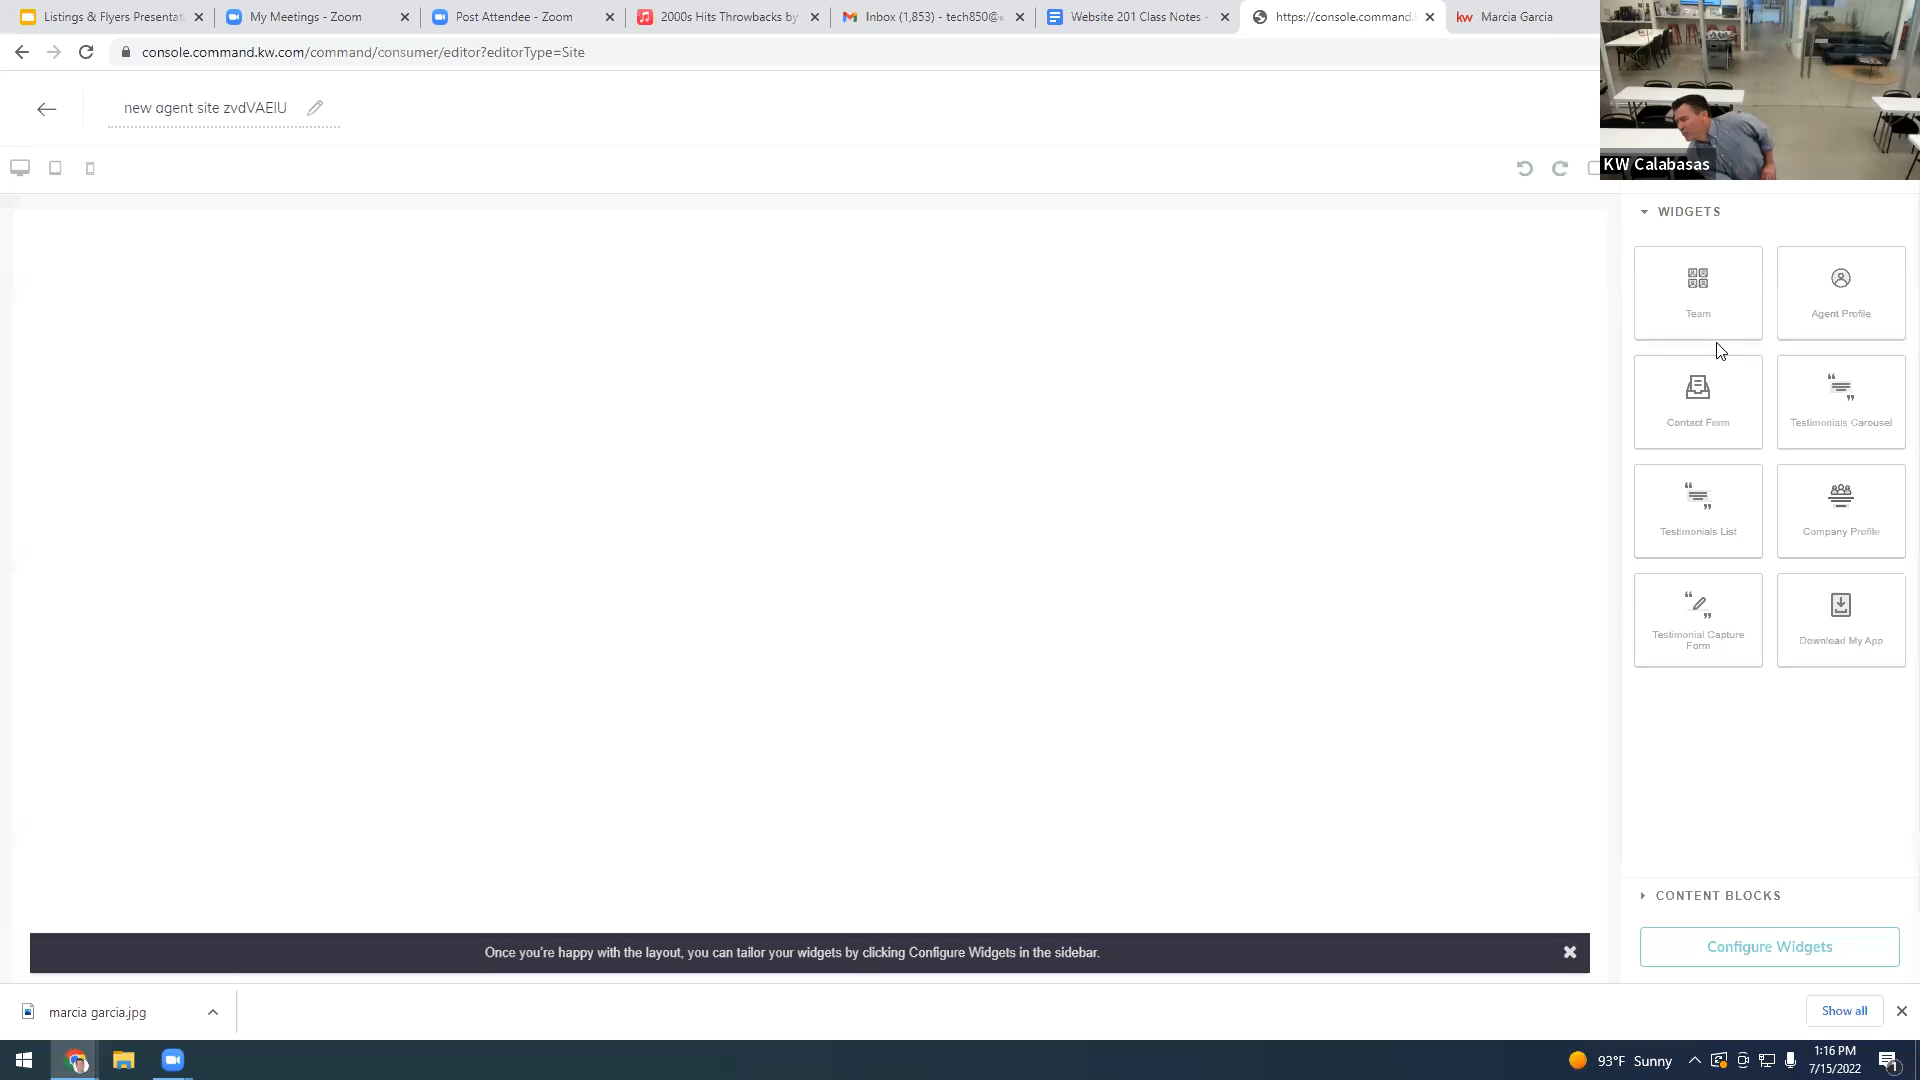 Listings & Flyers Presentat
My Meetings - Zoom
Post Attendee - Zoom
2000s Hits Throwbacks by
Inbox (1,853) - tech850@
Website 201 Class Notes -
https://console.command.
kw Marcia Garcia
console.command.kw.com/command/consumer/editor?editorType=Site
new agent site zvdVAEIU
KW Calabasas
WIDGETS
Team
Agent Profile
Contact Form
Testimonials Carousel
Testimonials List
Company Profile
Testimonial Capture
Form
Download My App
CONTENT BLOCKS
Once you're happy with the layout, you can tailor your widgets by clicking Configure Widgets in the sidebar.
Configure Widgets
marcia garcia.jpg
Show all
93°F Sunny
1:16 PM
7/15/2022
1